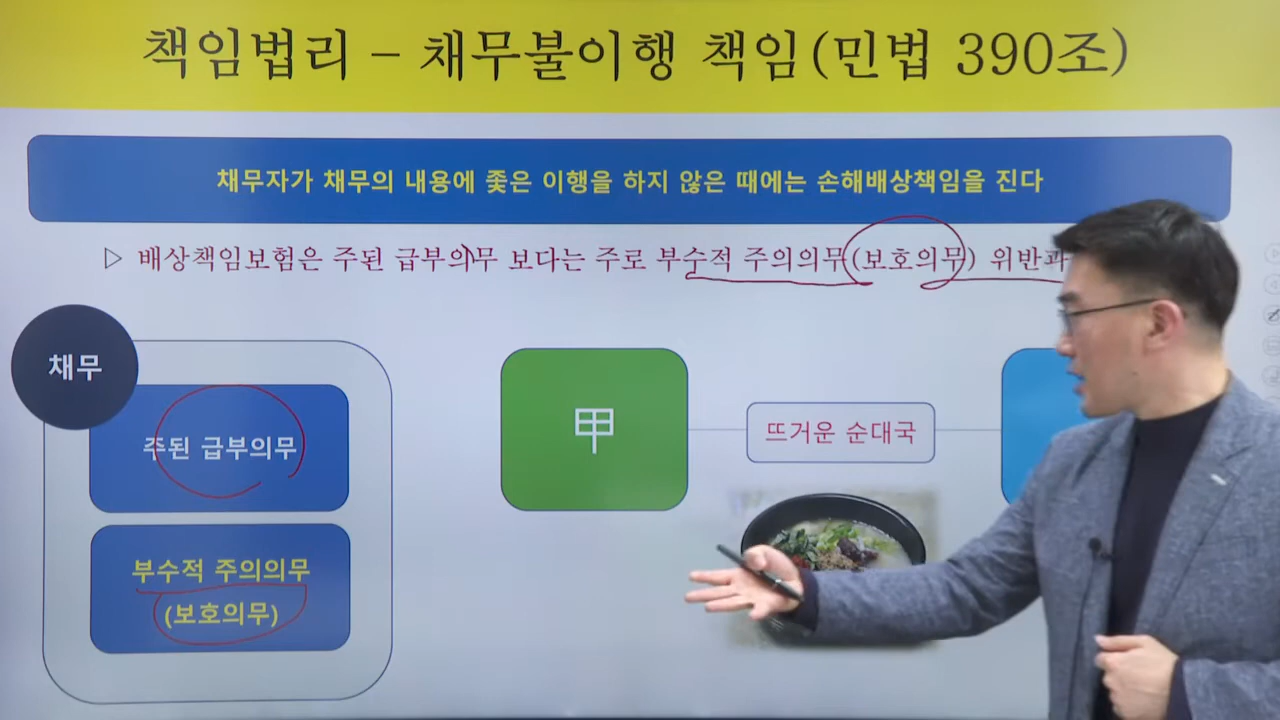 책임법리 – 채무불이행 책임(민법 390조)
채무자가 채무의 내용에 좇은 이행을 하지 않은 때에는 손해배상책임을 진다
▷ 배상책임보험은 주된 급부의무 보다는 주로 부수적 주의의무(보호의무) 위반과
채무
주된 급부의무
부수적 주의의무
(보호의무)
甲
뜨거운 순대국